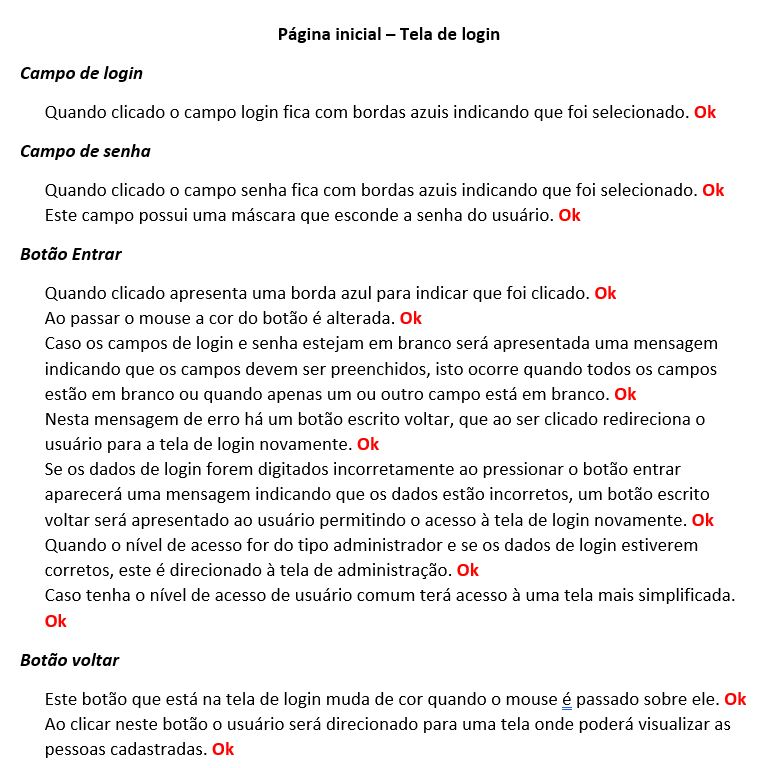 Página inicial – Tela de login
Campo de login
Quando clicado o campo login fica com bordas azuis indicando que foi selecionado. Ok
Campo de senha
Quando clicado o campo senha fica com bordas azuis indicando que foi selecionado. Ok
Este campo possui uma máscara que esconde a senha do usuário. Ok
Botão Entrar
Quando clicado apresenta uma borda azul para indicar que foi clicado. Ok
Ao passar o mouse a cor do botão é alterada. Ok
Caso os campos de login e senha estejam em branco será apresentada uma mensagem
indicando que os campos devem ser preenchidos, isto ocorre quando todos os campos
estão em branco ou quando apenas um ou outro campo está em branco. Ok
Nesta mensagem de erro há um botão escrito voltar, que ao ser clicado redireciona o
usuário para a tela de login novamente. Ok
Se os dados de login forem digitados incorretamente ao pressionar o botão entrar
aparecerá uma mensagem indicando que os dados estão incorretos, um botão escrito
voltar será apresentado ao usuário permitindo o acesso à tela de login novamente. Ok
Quando o nível de acesso for do tipo administrador e se os dados de login estiverem
corretos, este é direcionado à tela de administração. Ok
Caso tenha o nível de acesso de usuário comum terá acesso à uma tela mais simplificada.
Ok
Botão voltar
Este botão que está na tela de login muda de cor quando o mouse é passado sobre ele. Ok
Ao clicar neste botão o usuário será direcionado para uma tela onde poderá visualizar as
pessoas cadastradas. Ok